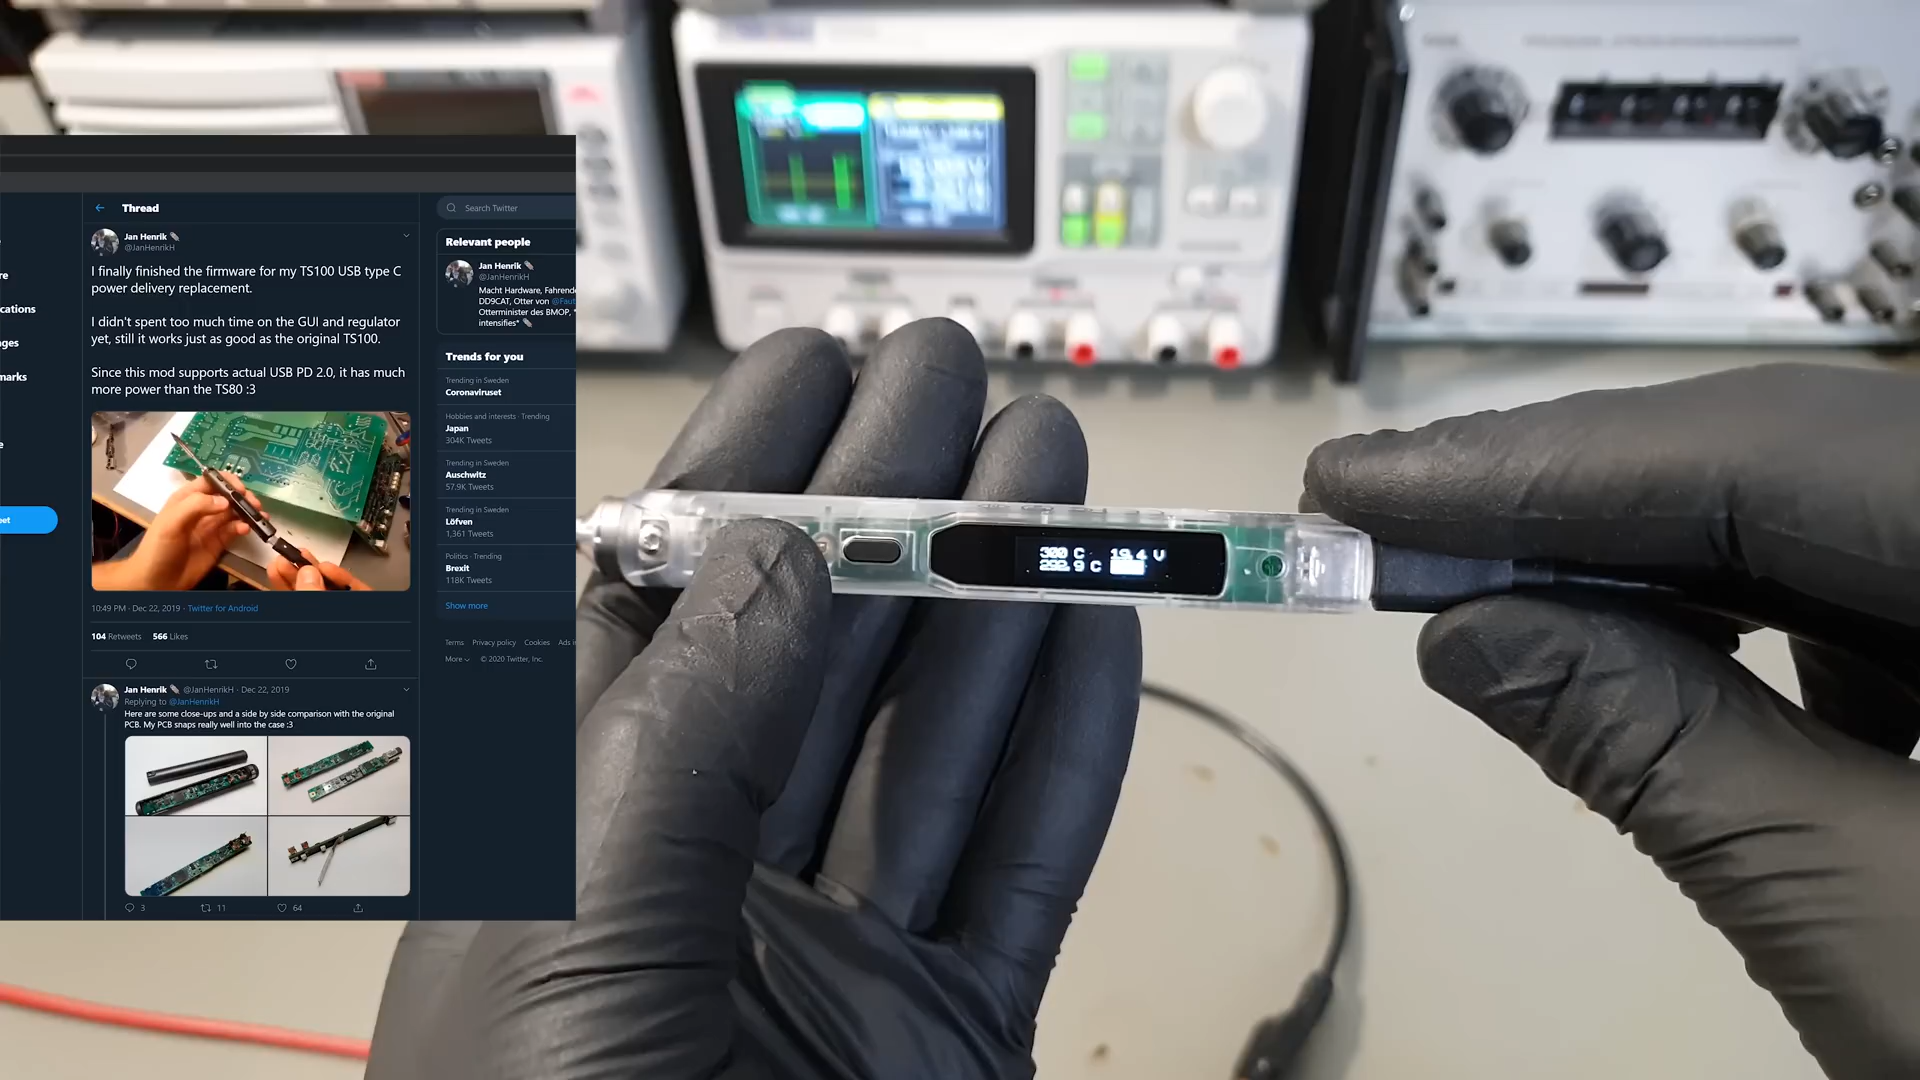 Thread
Jan Henrik
@JanHenrikH
I finally finished the firmware for my TS100 USB type C
power delivery replacement.
I didn't spent too much time on the GUI and regulator
yet, still it works just as good as the original TS100.
Since this mod supports actual USB PD 2.0, it has much
more power than the TS80 :3
10:49 PM · Dec 22, 2019 · Twitter for Android
104 Retweets 566 Likes
Jan Henrik @JanHenrikH · Dec 22, 2019
Replying to @JanHenrikH
Here are some close-ups and a side by side comparison with the original
PCB. My PCB snaps really well into the case :3
3 11 64
Search Twitter
Relevant people
Jan Henrik
@JanHenrikH
Macht Hardware, Fahrend
DD9CAT, Otter von @Faut
Otterminister des BMOP, *
intensifies*
Trends for you
Trending in Sweden
Coronaviruset
Hobbies and interests · Trending
Japan
304K Tweets
Trending in Sweden
Auschwitz
57.9K Tweets
Trending in Sweden
Löfven
1,361 Tweets
Politics · Trending
Brexit
118K Tweets
Show more
Terms Privacy policy Cookies Ads i
More © 2020 Twitter, Inc.
300 C 19.4 V
292.9 C